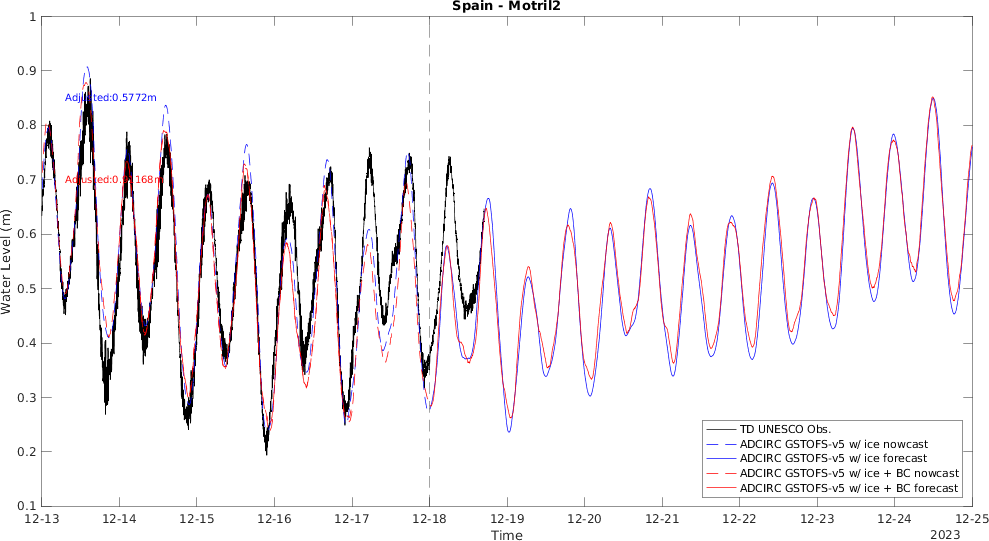 Spain - Motril2
1
0.9
0.8
0.7
0.6
0.5
0.4
0.3
0.2
0.1
Water Level (m)
Adjusted:0.5772m
12-13
12-14
12-15
12-16
12-17
12-18
12-19
12-20
12-21
12-22
12-23
12-24
12-25
Time
2023
TD UNESCO Obs.
ADCIRC GSTOFS-v5 w/ ice nowcast
ADCIRC GSTOFS-v5 w/ ice forecast
ADCIRC GSTOFS-v5 w/ ice + BC nowcast
ADCIRC GSTOFS-v5 w/ ice + BC forecast